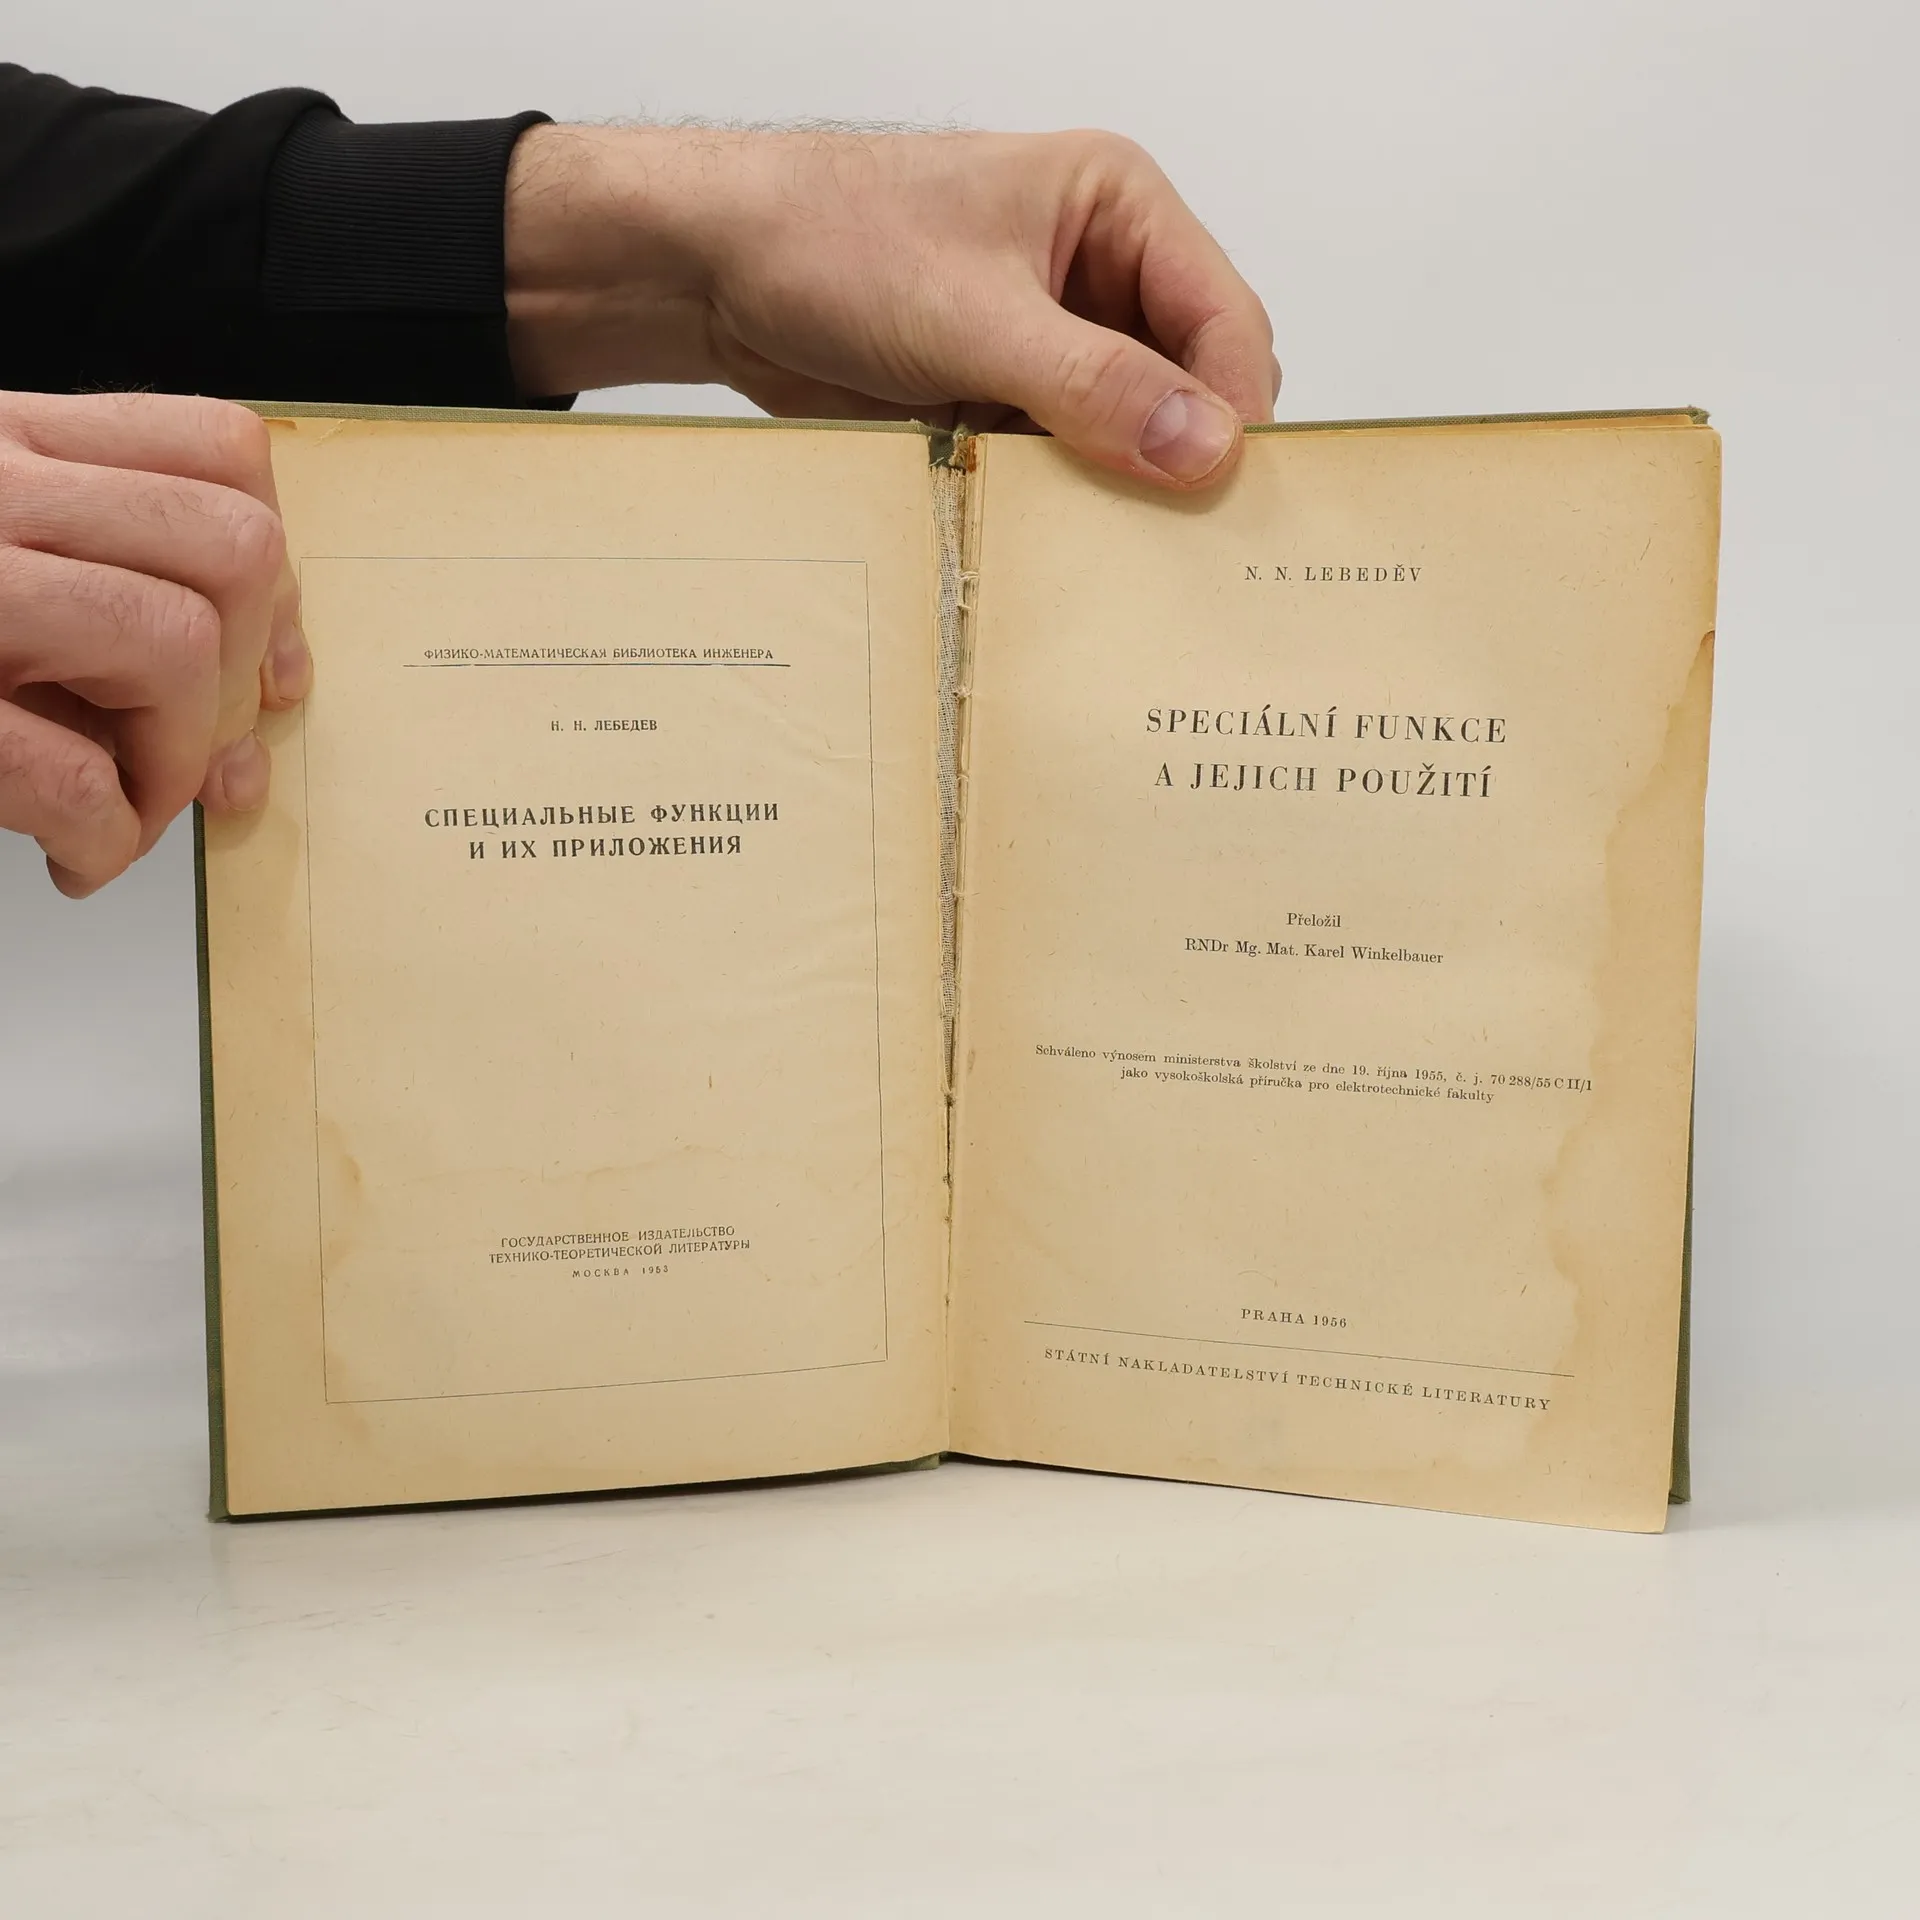 ФИЗИКО-МАТЕМАТИЧЕСКАЯ БИБЛИОТЕКА ИНЖЕНЕРА
Н. Н. ЛЕБЕДЕВ
СПЕЦИАЛЬНЫЕ ФУНКЦИИ
И ИХ ПРИЛОЖЕНИЯ
ГОСУДАРСТВЕННОЕ ИЗДАТЕЛЬСТВО
ТЕХНИКО-ТЕОРЕТИЧЕСКОЙ ЛИТЕРАТУРЫ
МОСКВА 1953
N. N. LEBEDĚV
SPECIÁLNÍ FUNKCE
A JEJICH POUŽITÍ
Přeložil
RNDr Mg. Mat. Karel Winkelbauer
Schváleno výnosem ministerstva školství ze dne 19. října 1955, č. j. 70 288/55 C II/1
jako vysokoškolská příručka pro elektrotechnické fakulty
PRAHA 1956
STÁTNÍ NAKLADATELSTVÍ TECHNICKÉ LITERATURY